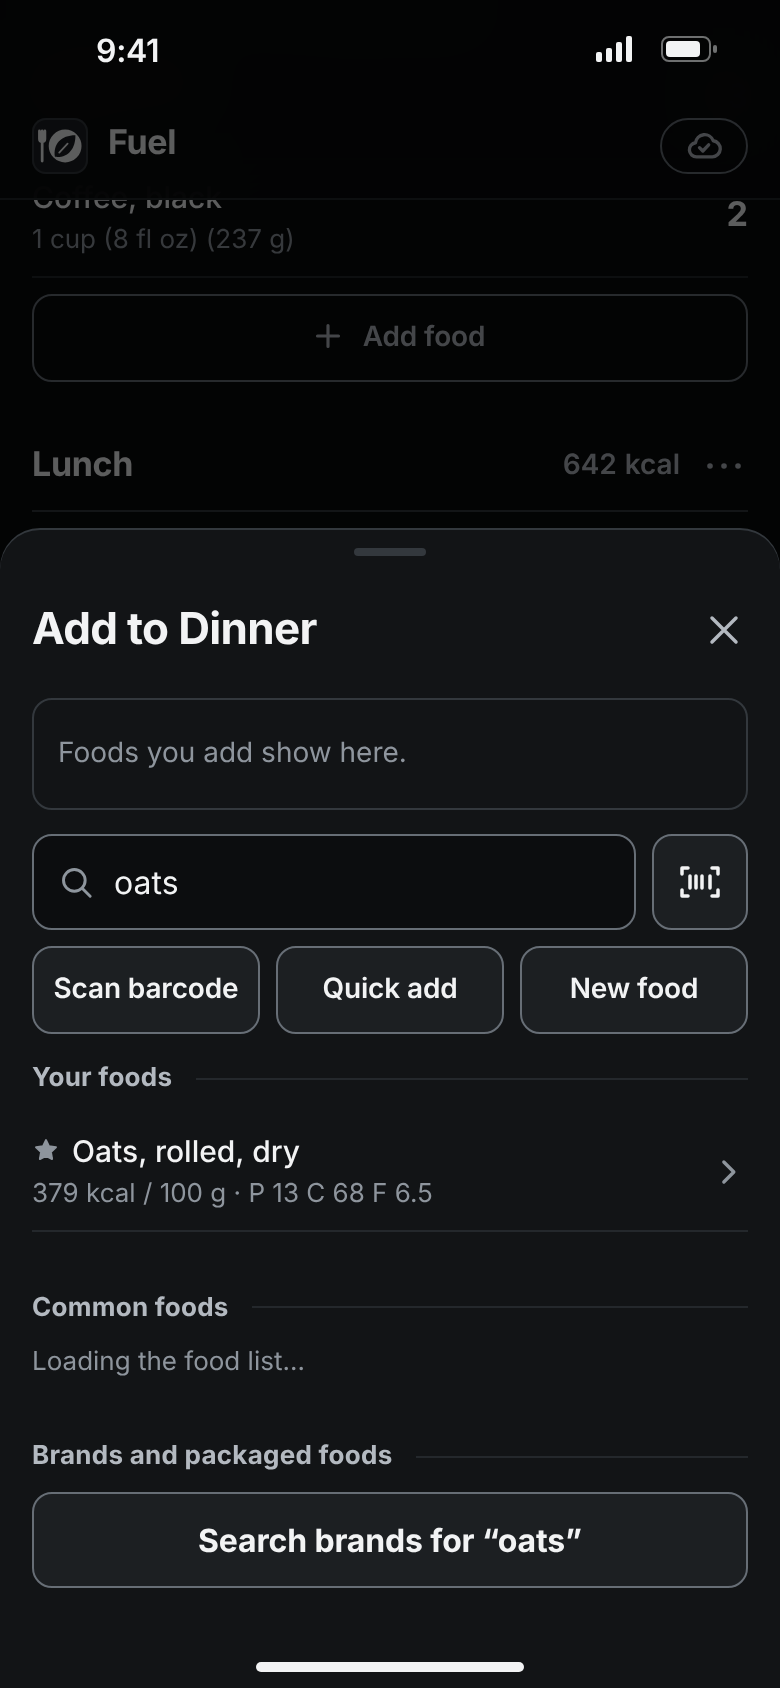 9:41
Fuel
Coffee, black
2
1 cup (8 fl oz) (237 g)
Add food
Lunch
642 kcal
Add to Dinner
Foods you add show here.
oats
Scan barcode
Quick add
New food
Your foods
Oats, rolled, dry
379 kcal / 100 g · P 13 C 68 F 6.5
Common foods
Loading the food list...
Brands and packaged foods
Search brands for “oats”